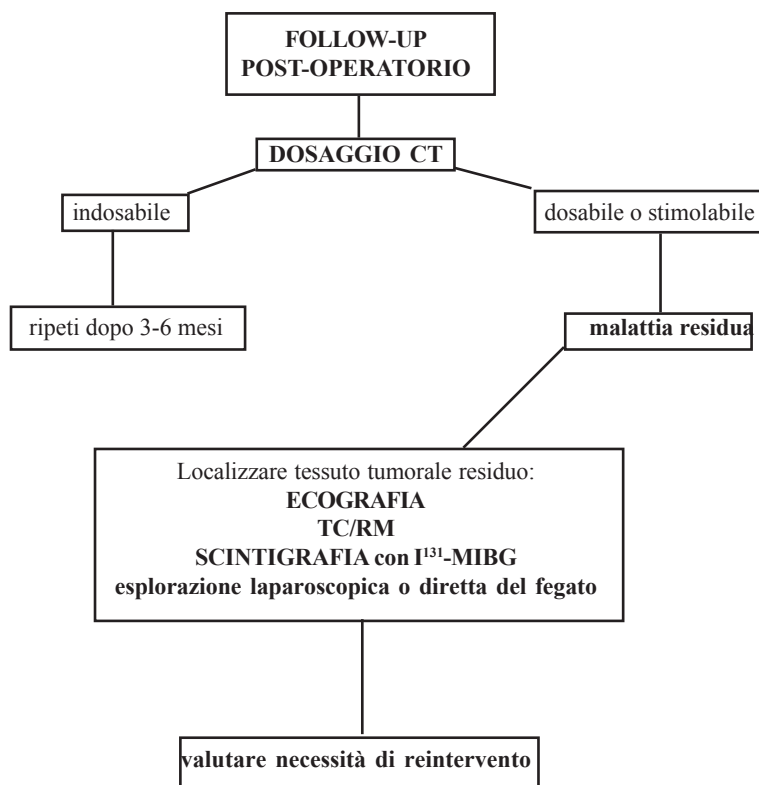 FOLLOW-UP
POST-OPERATORIO
DOSAGGIO CT
indosabile
dosabile o stimolabile
ripeti dopo 3-6 mesi
malattia residua
Localizzare tessuto tumorale residuo:
ECOGRAFIA
TC/RM
SCINTIGRAFIA con I¹³¹-MIBG
esplorazione laparoscopica o diretta del fegato
valutare necessità di reintervento